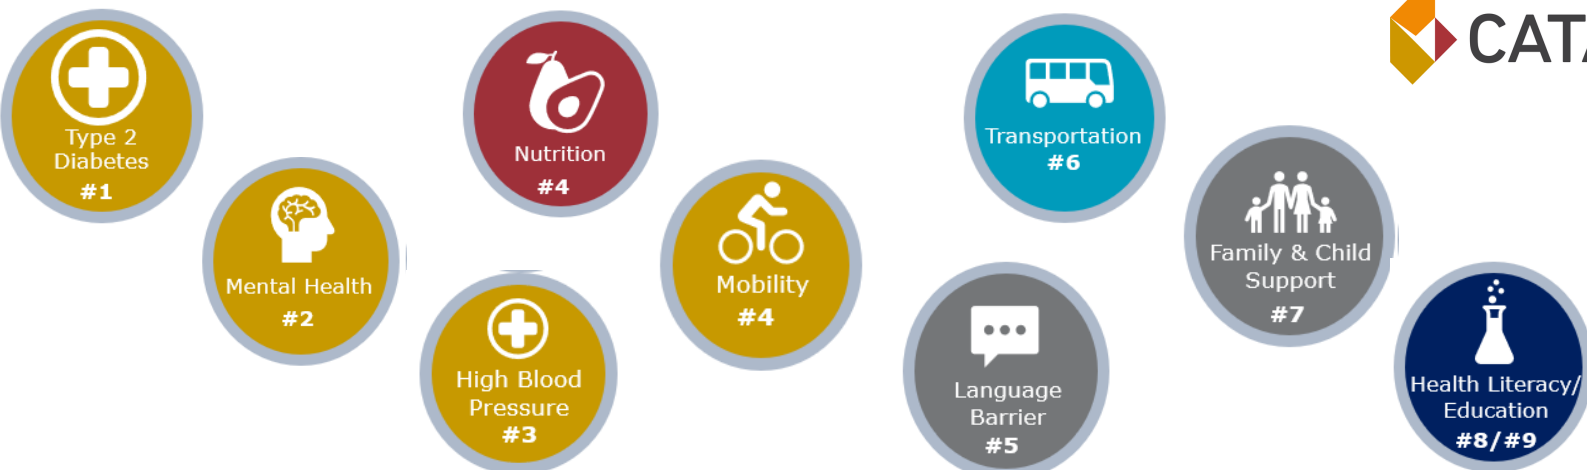 Type 2
Diabetes
#1
Mental Health
#2
High Blood
Pressure
#3
Nutrition
#4
Mobility
#4
Language
Barrier
#5
Transportation
#6
Family & Child
Support
#7
Health Literacy/
Education
#8/#9